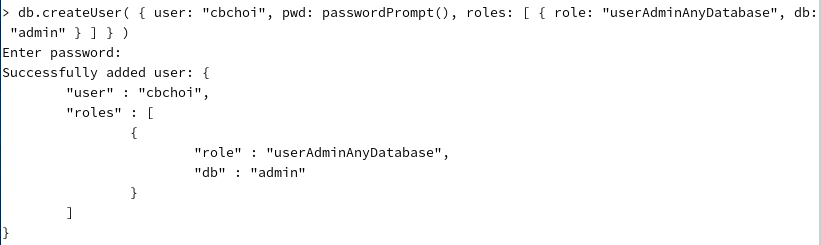 > db.createUser( { user: "cbchoi", pwd: passwordPrompt(), roles: [ { role: "userAdminAnyDatabase", db:
 "admin" } ] } )
Enter password:
Successfully added user: {
        "user" : "cbchoi",
        "roles" : [
                {
                        "role" : "userAdminAnyDatabase",
                        "db" : "admin"
                }
        ]
}